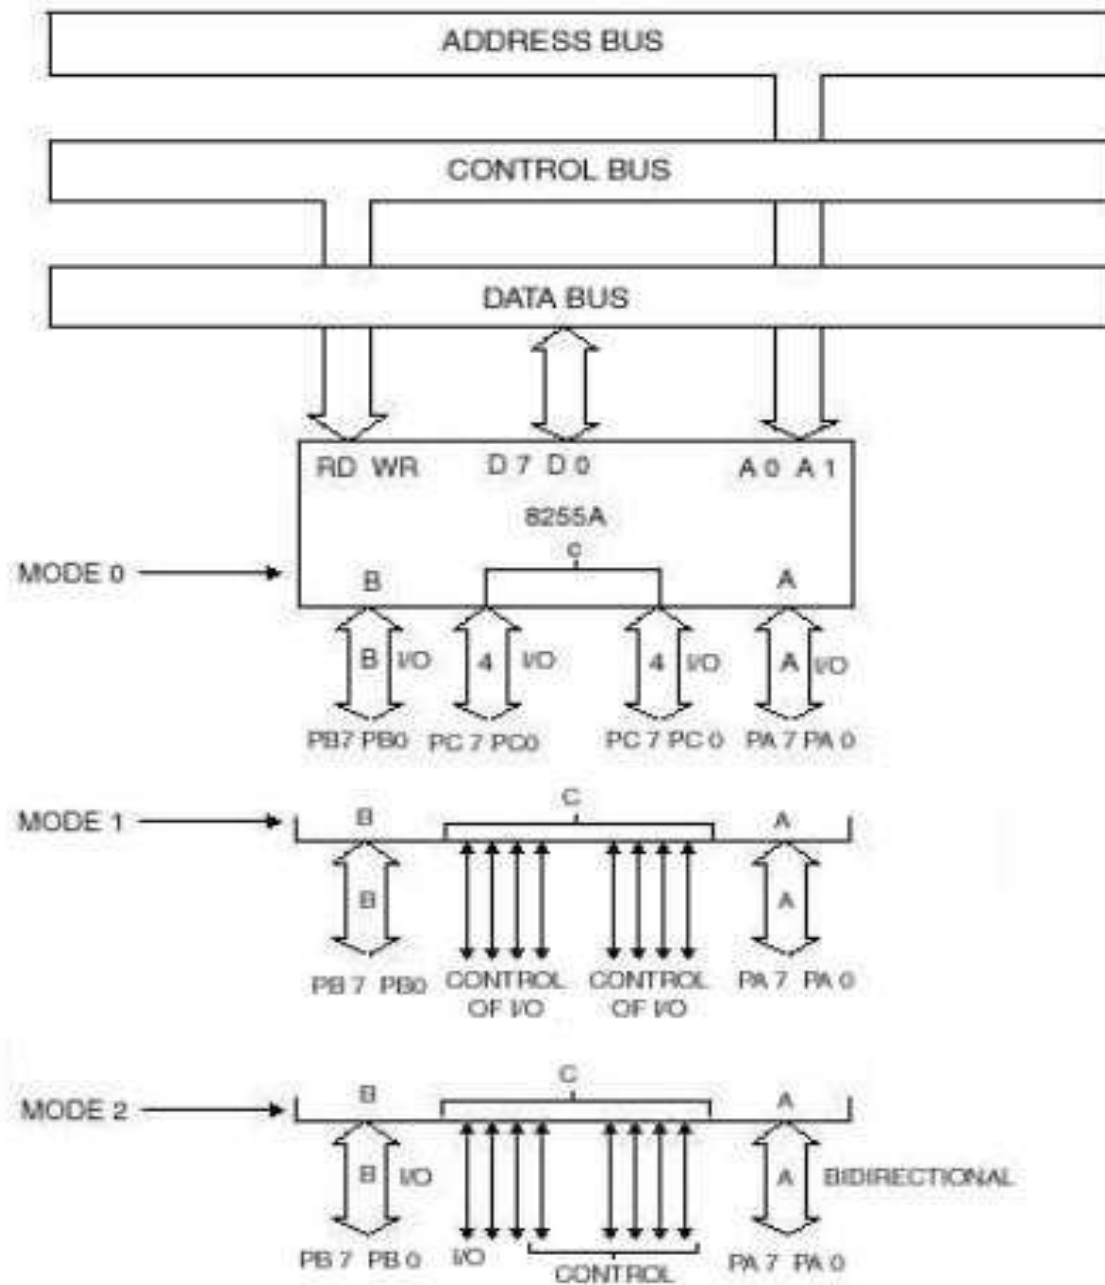 ADDRESS BUS
CONTROL BUS
DATA BUS
RD WR D 7 D 0 A 0 A 1
8255A
C
MODE 0
B A
B I/O 4 I/O 4 I/O A I/O
PB7 PB0 PC 7 PC0 PC 7 PC 0 PA 7 PA 0
C
MODE 1 B A
B A
PB 7 PB0 CONTROL CONTROL PA 7 PA 0
OF I/O OF I/O
C
B A
MODE 2
B I/O A BIDIRECTIONAL
PB 7 PB 0 I/O CONTROL PA 7 PA 0